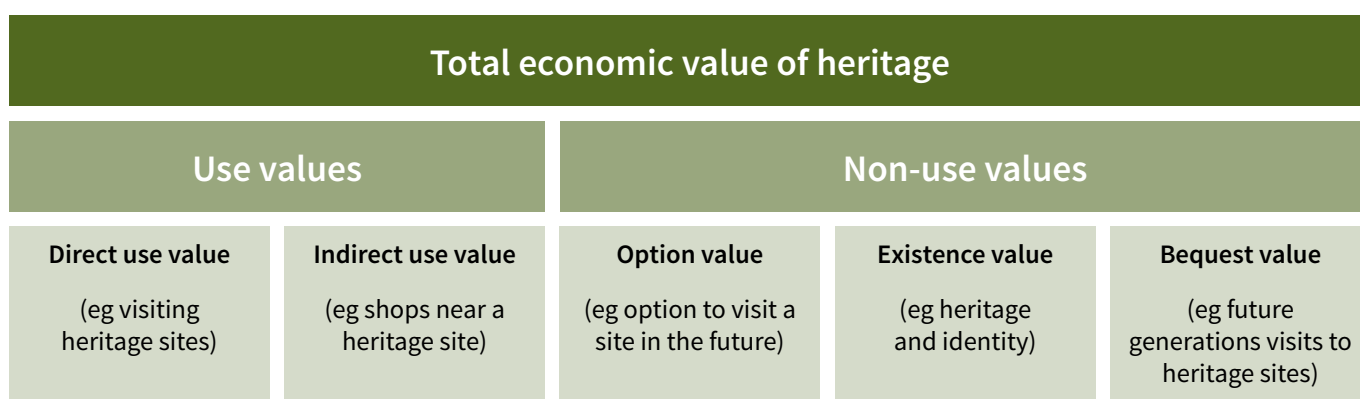 Total economic value of heritage
Use values
Non-use values
Direct use value
(eg visiting
heritage sites)
Indirect use value
(eg shops near a
heritage site)
Option value
(eg option to visit a
site in the future)
Existence value
(eg heritage
and identity)
Bequest value
(eg future
generations visits to
heritage sites)